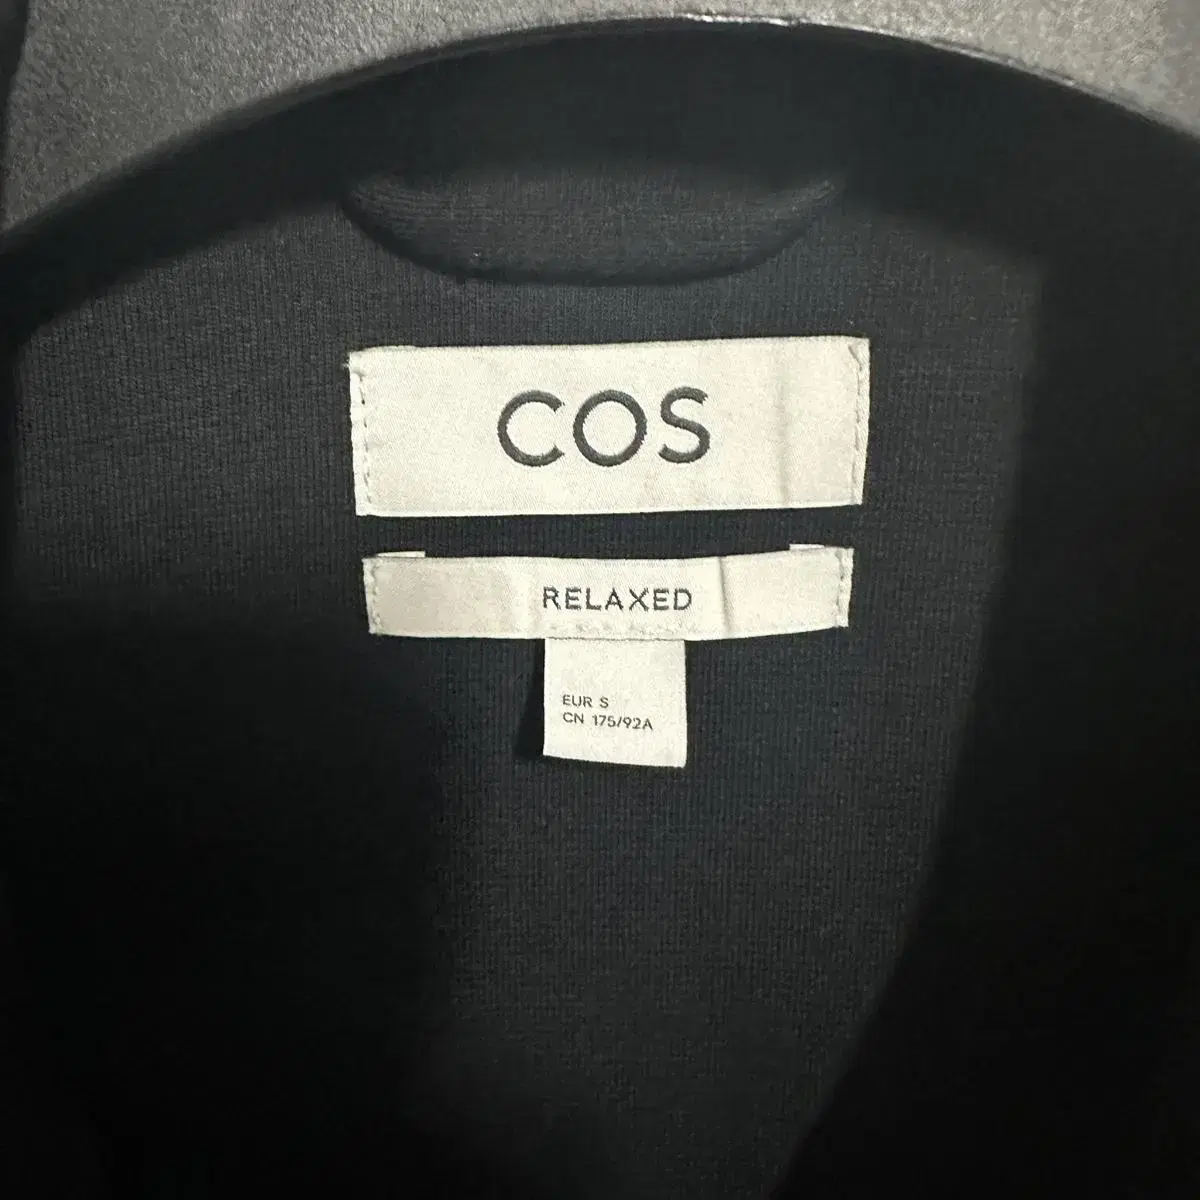 COS
RELAXED
EUR S
CN 175/92A